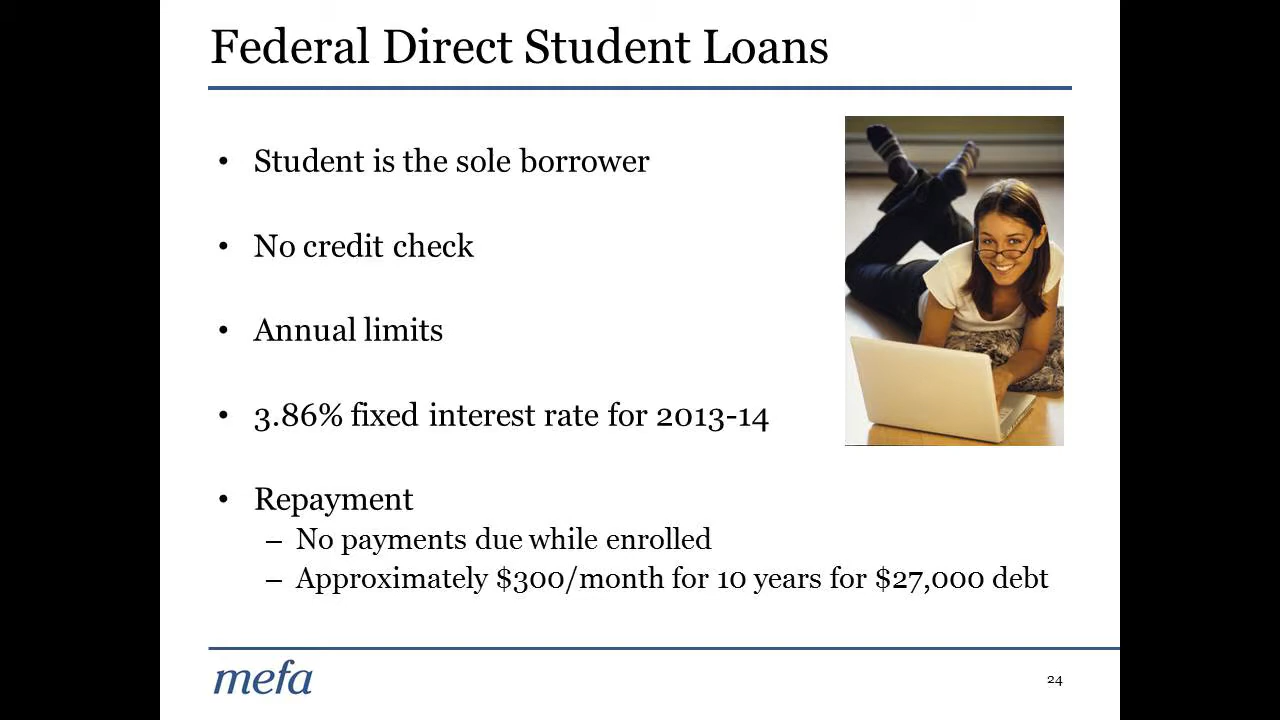 Federal Direct Student Loans
• Student is the sole borrower
• No credit check
• Annual limits
• 3.86% fixed interest rate for 2013-14
• Repayment
– No payments due while enrolled
– Approximately $300/month for 10 years for $27,000 debt
mefa
24